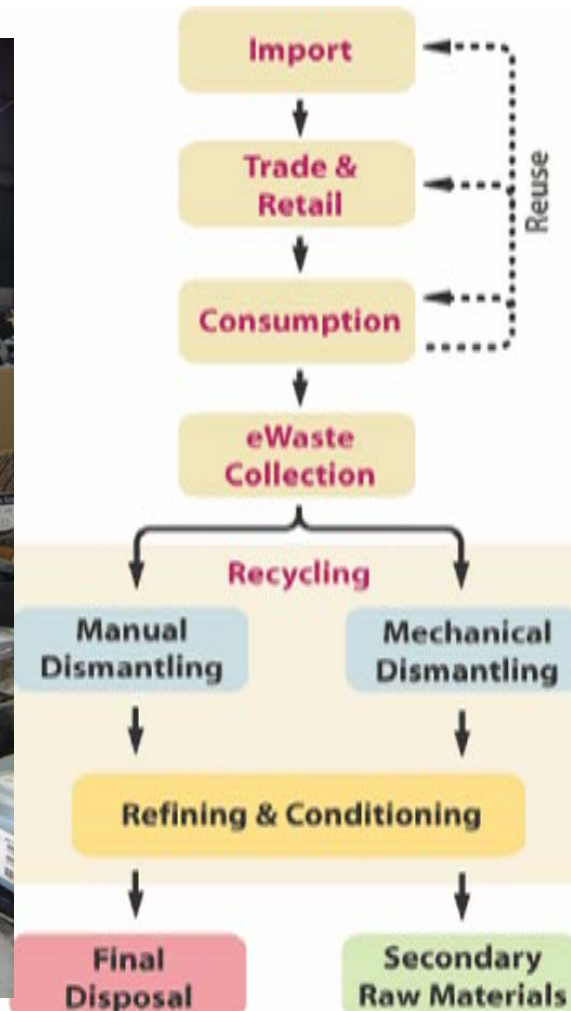 Import
Trade &
Retail
Reuse
Consumption
eWaste
Collection
Recycling
Manual
Dismantling
Mechanical
Dismantling
Refining & Conditioning
Final
Disposal
Secondary
Raw Materials